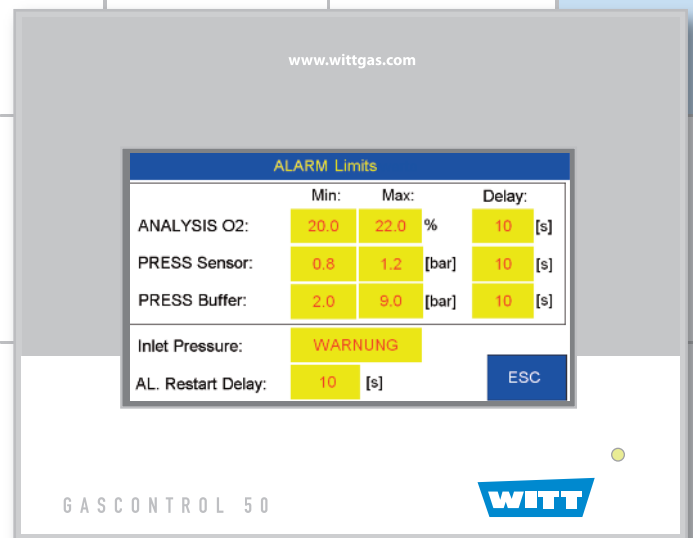 www.wittgas.com
ALARM Limits
Min: Max: Delay:
ANALYSIS O2: 20.0 22.0 % 10 [s]
PRESS Sensor: 0.8 1.2 [bar] 10 [s]
PRESS Buffer: 2.0 9.0 [bar] 10 [s]
Inlet Pressure: WARNUNG
AL. Restart Delay: 10 [s] ESC
GASCONTROL 50
WITT